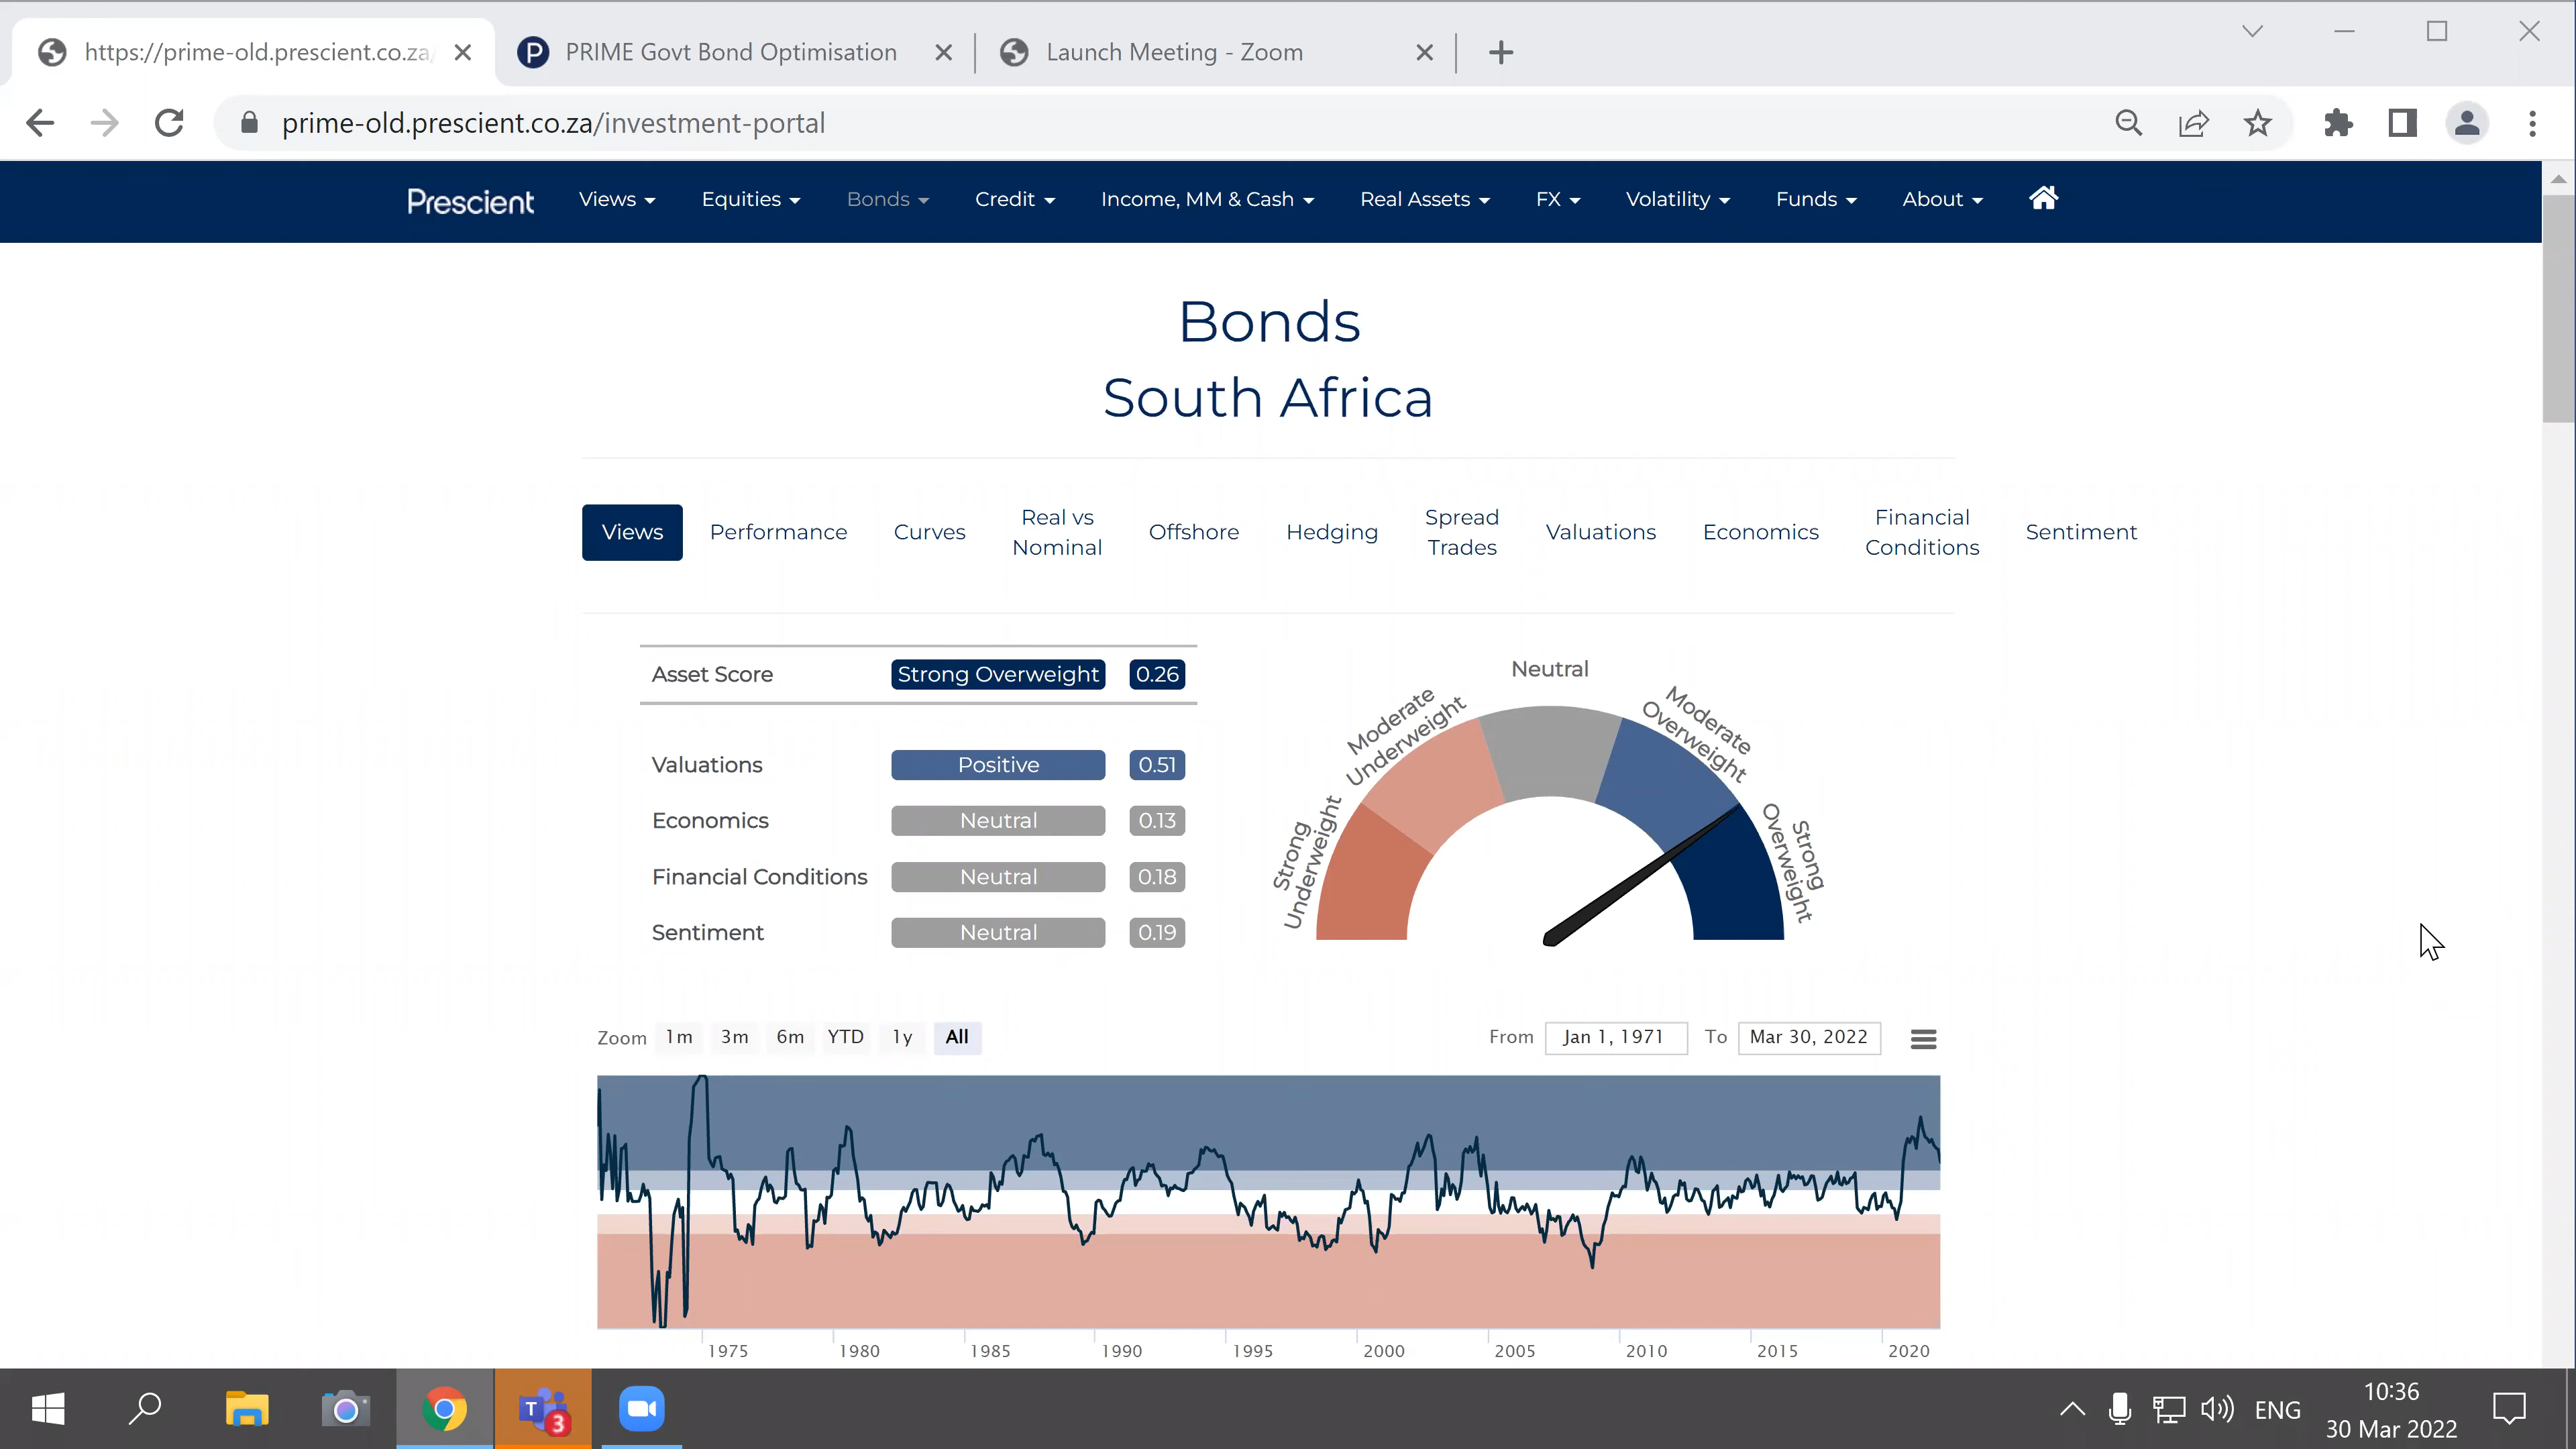 https://prime-old.prescient.co.za/
PRIME Govt Bond Optimisation
Launch Meeting - Zoom
prime-old.prescient.co.za/investment-portal
Prescient
Views
Equities
Bonds
Credit
Income, MM & Cash
Real Assets
FX
Volatility
Funds
About
Bonds
South Africa
Views
Performance
Curves
Real vs
Nominal
Offshore
Hedging
Spread
Trades
Valuations
Economics
Financial
Conditions
Sentiment
Asset Score Strong Overweight 0.26
Valuations Positive 0.51
Economics Neutral 0.13
Financial Conditions Neutral 0.18
Sentiment Neutral 0.19
Strong
Underweight
Moderate
Underweight
Neutral
Moderate
Overweight
Strong
Overweight
Zoom 1m 3m 6m YTD 1y All
From Jan 1, 1971 To Mar 30, 2022
1975 1980 1985 1990 1995 2000 2005 2010 2015 2020
T
3
ENG
10:36
30 Mar 2022